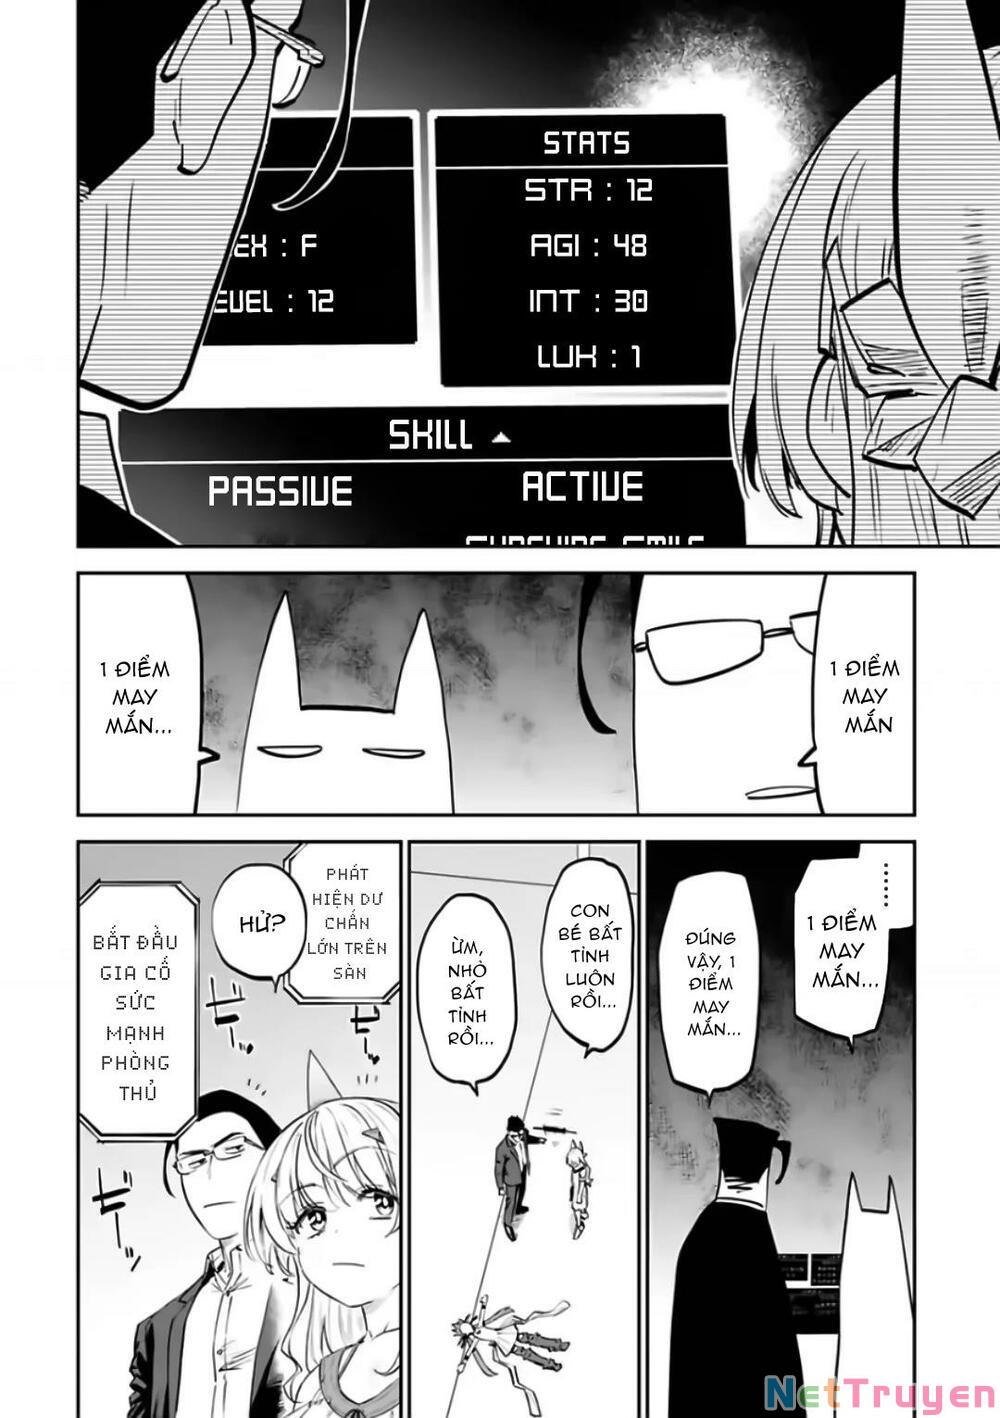 EX : F
EVEL : 12
STATS
STR : 12
AGI : 48
INT : 30
LUK : 1
SKILL
PASSIVE
ACTIVE
SUNSHINE SMILE
1 ĐIỂM
MAY
MẮN
1 ĐIỂM
MAY
MẮN...
......
1 ĐIỂM
MAY
MẮN...
ĐÚNG
VẬY, 1
ĐIỂM
MAY
MẮN...
CON
BÉ BẤT
TỈNH
LUÔN
RỒI...
ỪM,
NHỎ
BẤT
TỈNH
RỒI...
PHÁT
HIỆN DƯ
CHẤN
LỚN TRÊN
SÀN
HỬ?
BẮT ĐẦU
GIA CỐ
SỨC
MẠNH
PHÒNG
THỦ
NetTruyen